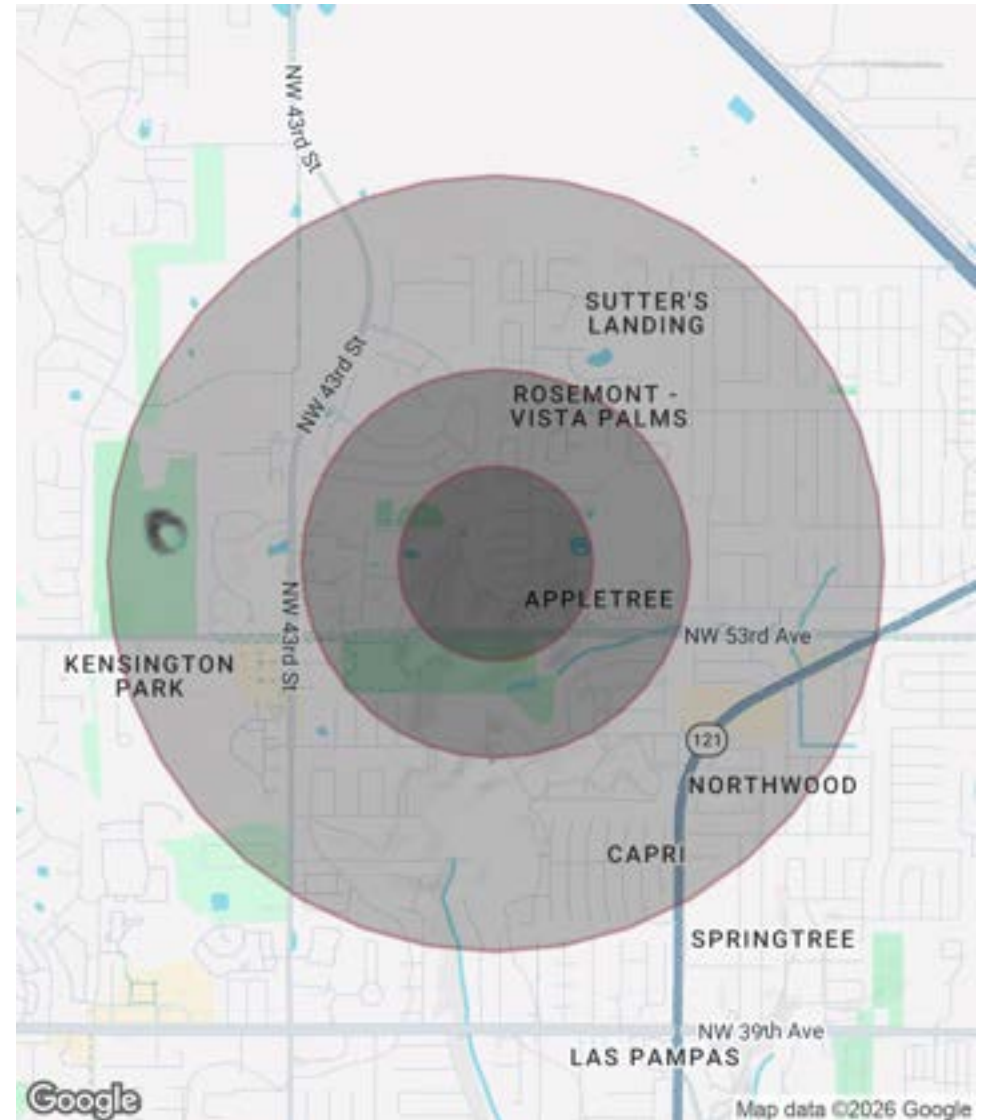 NW 43rd St
SUTTER'S
LANDING
NW 43rd St
ROSEMONT -
VISTA PALMS
APPLETREE
NW 43rd St
NW 53rd Ave
KENSINGTON
PARK
121
NORTHWOOD
CAPRI
SPRINGTREE
NW 39th Ave
LAS PAMPAS
Google
Map data ©2026 Google